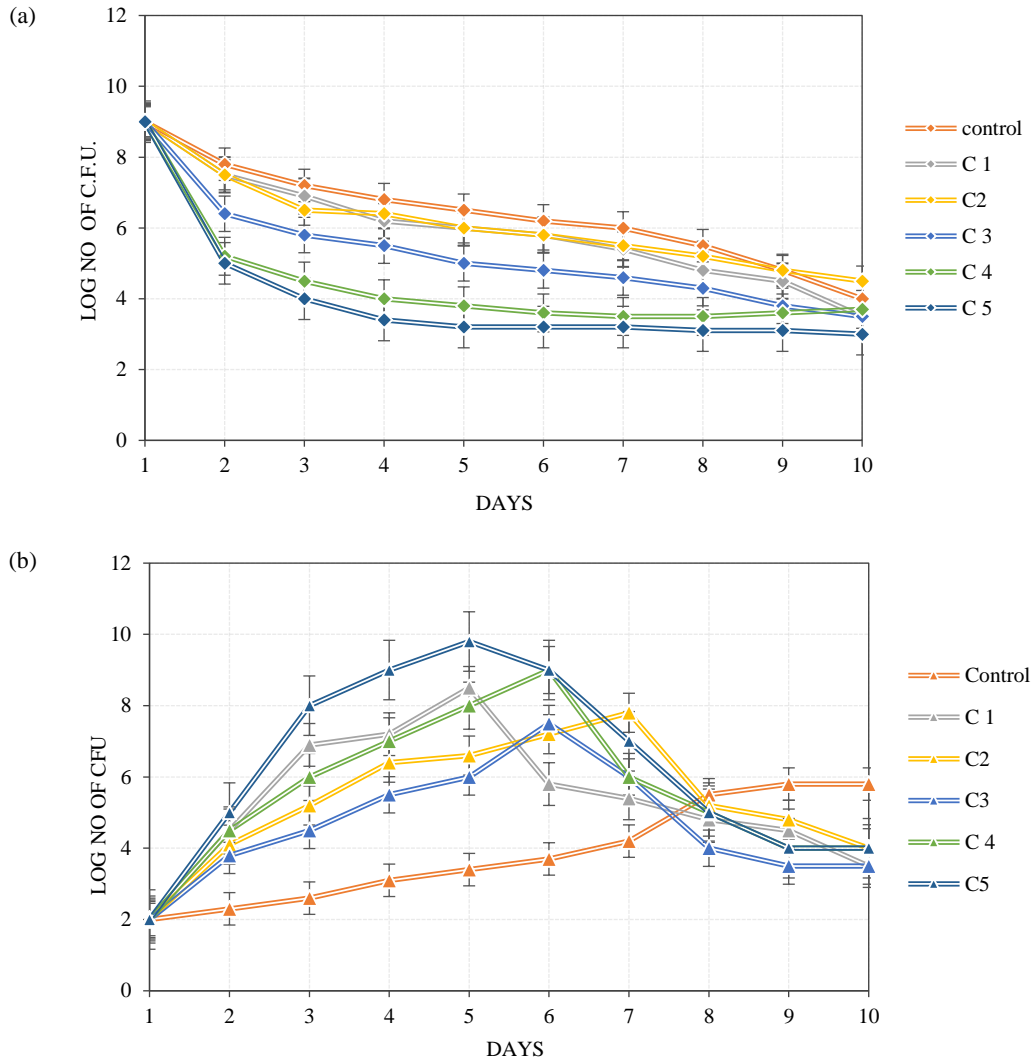 (a)
12
10
8
6
4
2
0
LOG NO OF C.F.U.
1 2 3 4 5 6 7 8 9 10
DAYS
control
C 1
C2
C 3
C 4
C 5
(b)
12
10
8
6
4
2
0
LOG NO OF CFU
1 2 3 4 5 6 7 8 9 10
DAYS
Control
C 1
C2
C3
C 4
C5